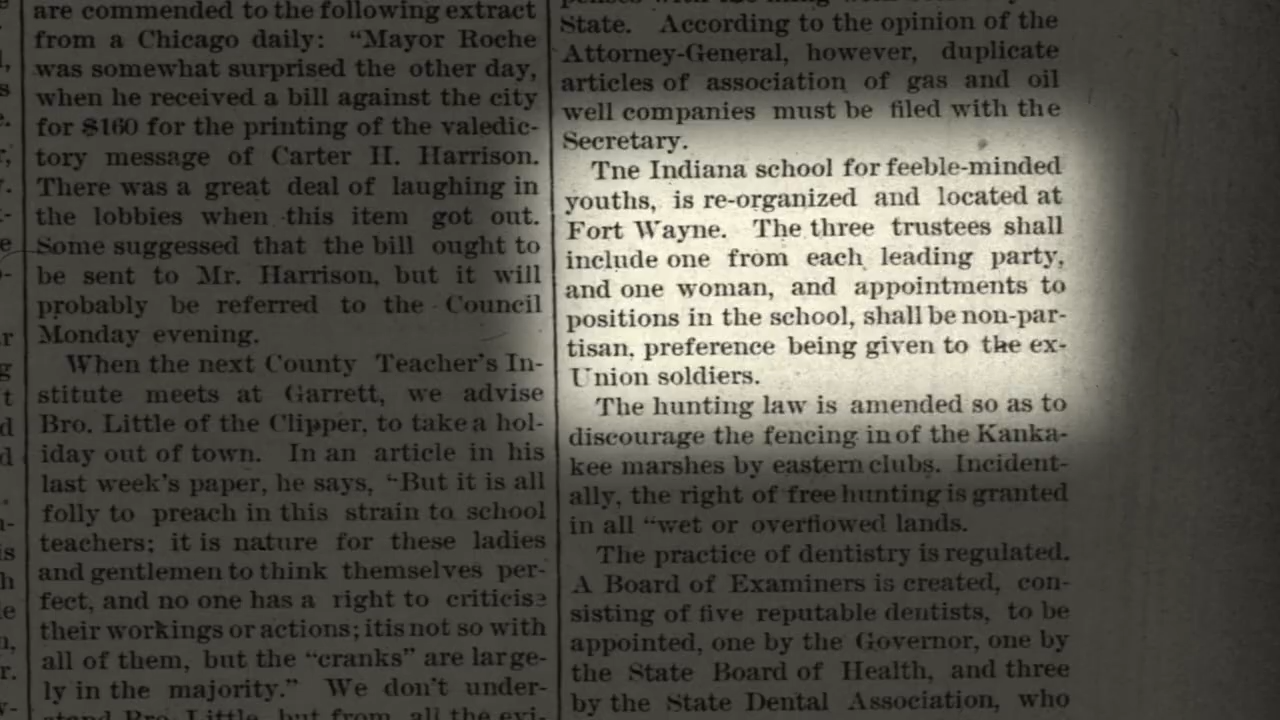 are commended to the following extract
from a Chicago daily: "Mayor Roche
was somewhat surprised the other day,
when he received a bill against the city
for $160 for the printing of the valedic-
tory message of Carter H. Harrison.
There was a great deal of laughing in
the lobbies when this item got out.
Some suggested that the bill ought to
be sent to Mr. Harrison, but it will
probably be referred to the Council
Monday evening.
When the next County Teacher's In-
stitute meets at Garrett, we advise
Bro. Little of the Clipper, to take a hol-
iday out of town. In an article in his
last week's paper, he says, "But it is all
folly to preach in this strain to school
teachers; it is nature for these ladies
and gentlemen to think themselves per-
fect, and no one has a right to criticise
their workings or actions; itis not so with
all of them, but the "cranks" are large-
ly in the majority." We don't under-
stand Bro. Little, but from all the evi-
State. According to the opinion of the
Attorney-General, however, duplicate
articles of association of gas and oil
well companies must be filed with the
Secretary.
Tne Indiana school for feeble-minded
youths, is re-organized and located at
Fort Wayne. The three trustees shall
include one from each leading party,
and one woman, and appointments to
positions in the school, shall be non-par-
tisan, preference being given to the ex-
Union soldiers.
The hunting law is amended so as to
discourage the fencing in of the Kanka-
kee marshes by eastern clubs. Incident-
ally, the right of free hunting is granted
in all "wet or overflowed lands.
The practice of dentistry is regulated.
A Board of Examiners is created, con-
sisting of five reputable dentists, to be
appointed, one by the Governor, one by
the State Board of Health, and three
by the State Dental Association, who